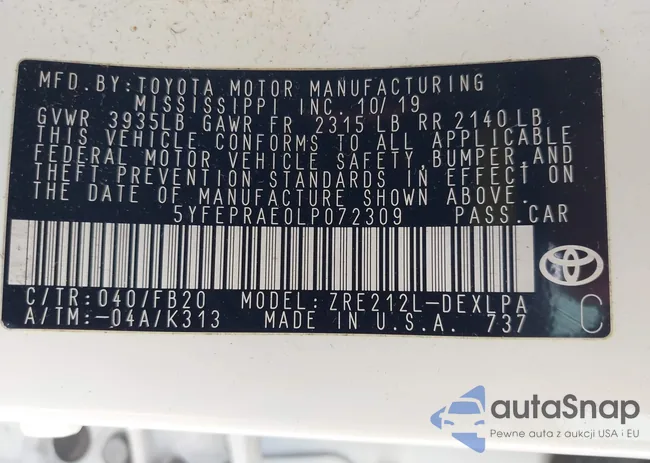 MFD. BY: TOYOTA MOTOR MANUFACTURING
MISSISSIPPI INC. 10/19
GVWR 3935LB GAWR FR 2315 LB RR 2140 LB
THIS VEHICLE CONFORMS TO ALL APPLICABLE
FEDERAL MOTOR VEHICLE SAFETY, BUMPER, AND
THEFT PREVENTION STANDARDS IN EFFECT ON
THE DATE OF MANUFACTURE SHOWN ABOVE.
5YFEPRAE0LP072309 PASS. CAR
C/TR: 040/FB20 MODEL: ZRE212L-DEXLPA
A/TM: -04A/K313 MADE IN U.S.A. 737 C
autaSnap
Pewne auta z aukcji USA i EU